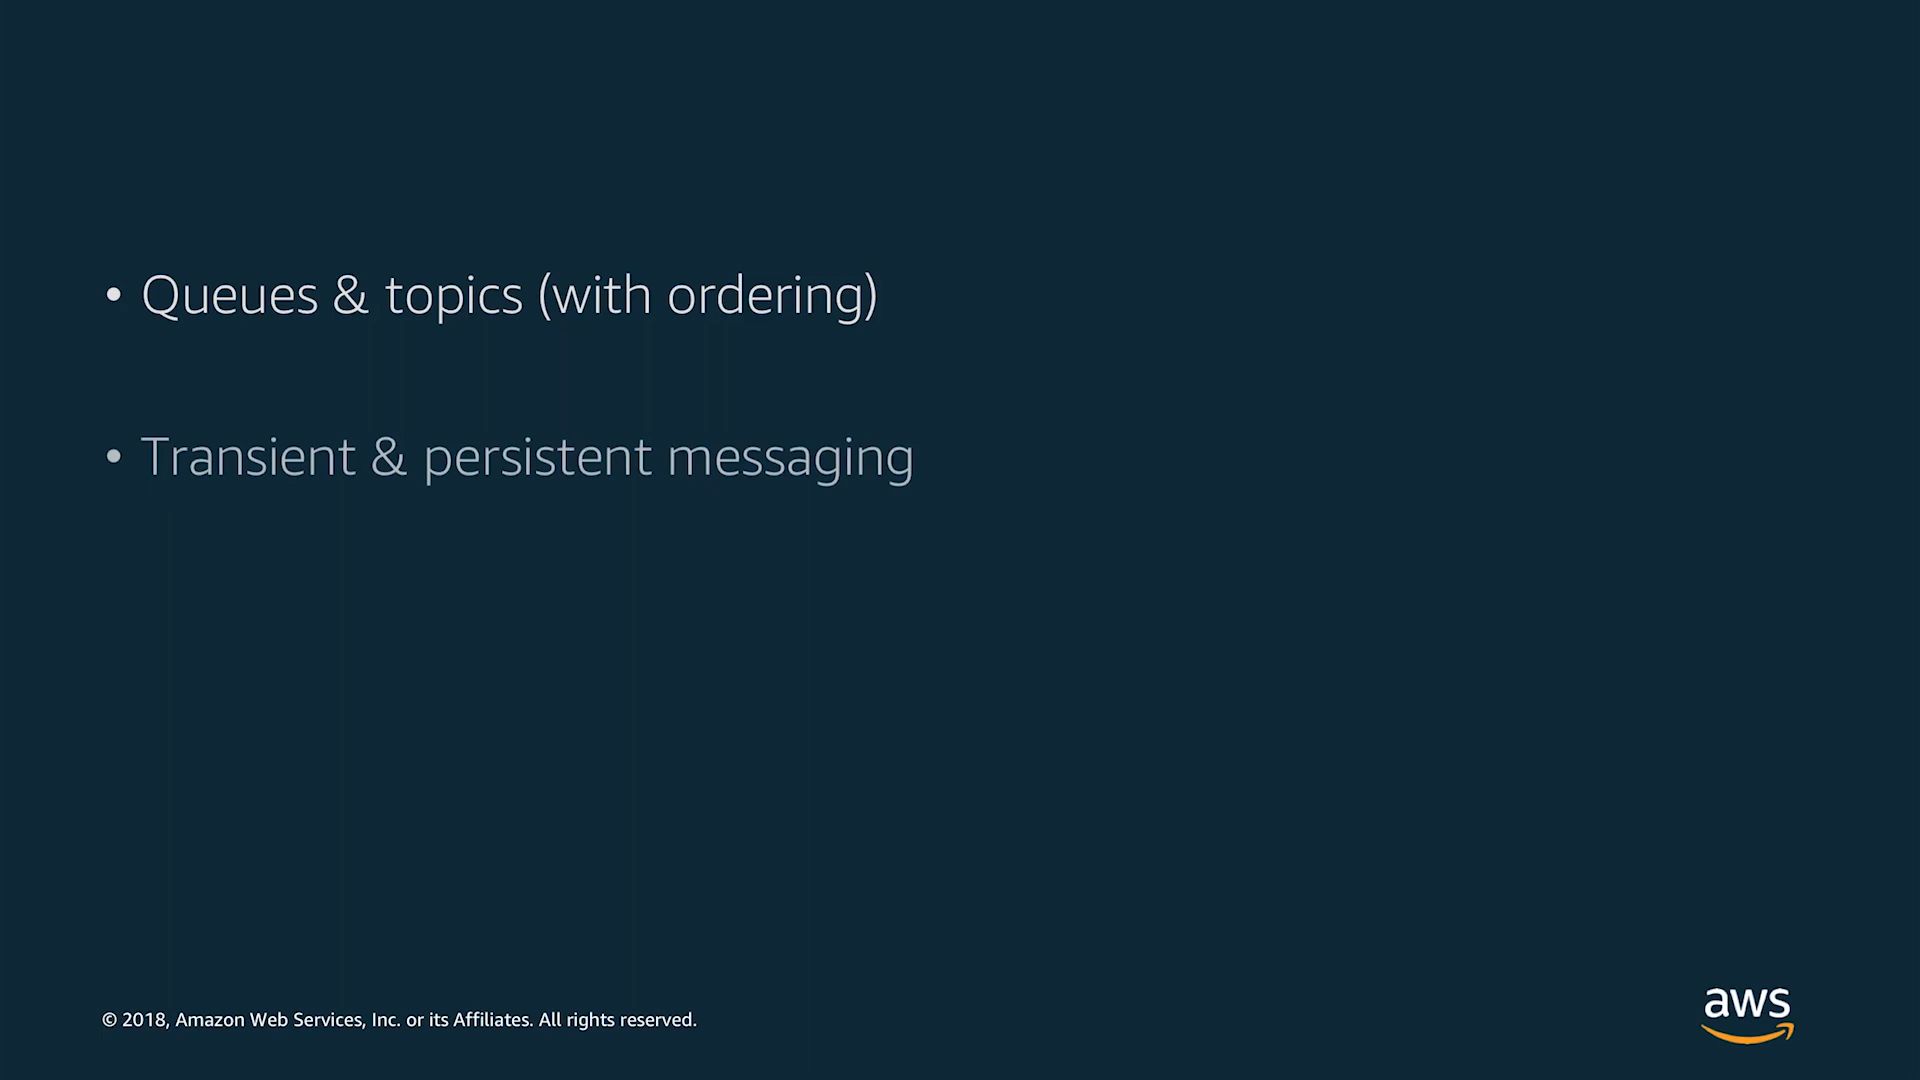 • Queues & topics (with ordering)
• Transient & persistent messaging
© 2018, Amazon Web Services, Inc. or its Affiliates. All rights reserved.
aws